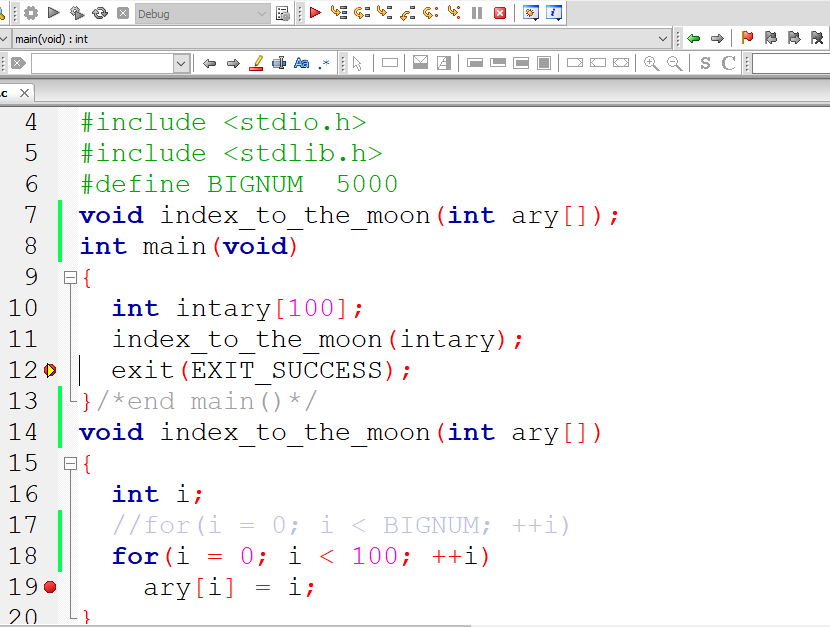 Debug
main(void) : int
Aa .*
S C
.c
4 #include <stdio.h>
5 #include <stdlib.h>
6 #define BIGNUM  5000
7 void index_to_the_moon(int ary[]);
8 int main(void)
9 {
10   int intary[100];
11   index_to_the_moon(intary);
12   exit(EXIT_SUCCESS);
13 }/*end main()*/
14 void index_to_the_moon(int ary[])
15 {
16   int i;
17   //for(i = 0; i < BIGNUM; ++i)
18   for(i = 0; i < 100; ++i)
19     ary[i] = i;
20 }